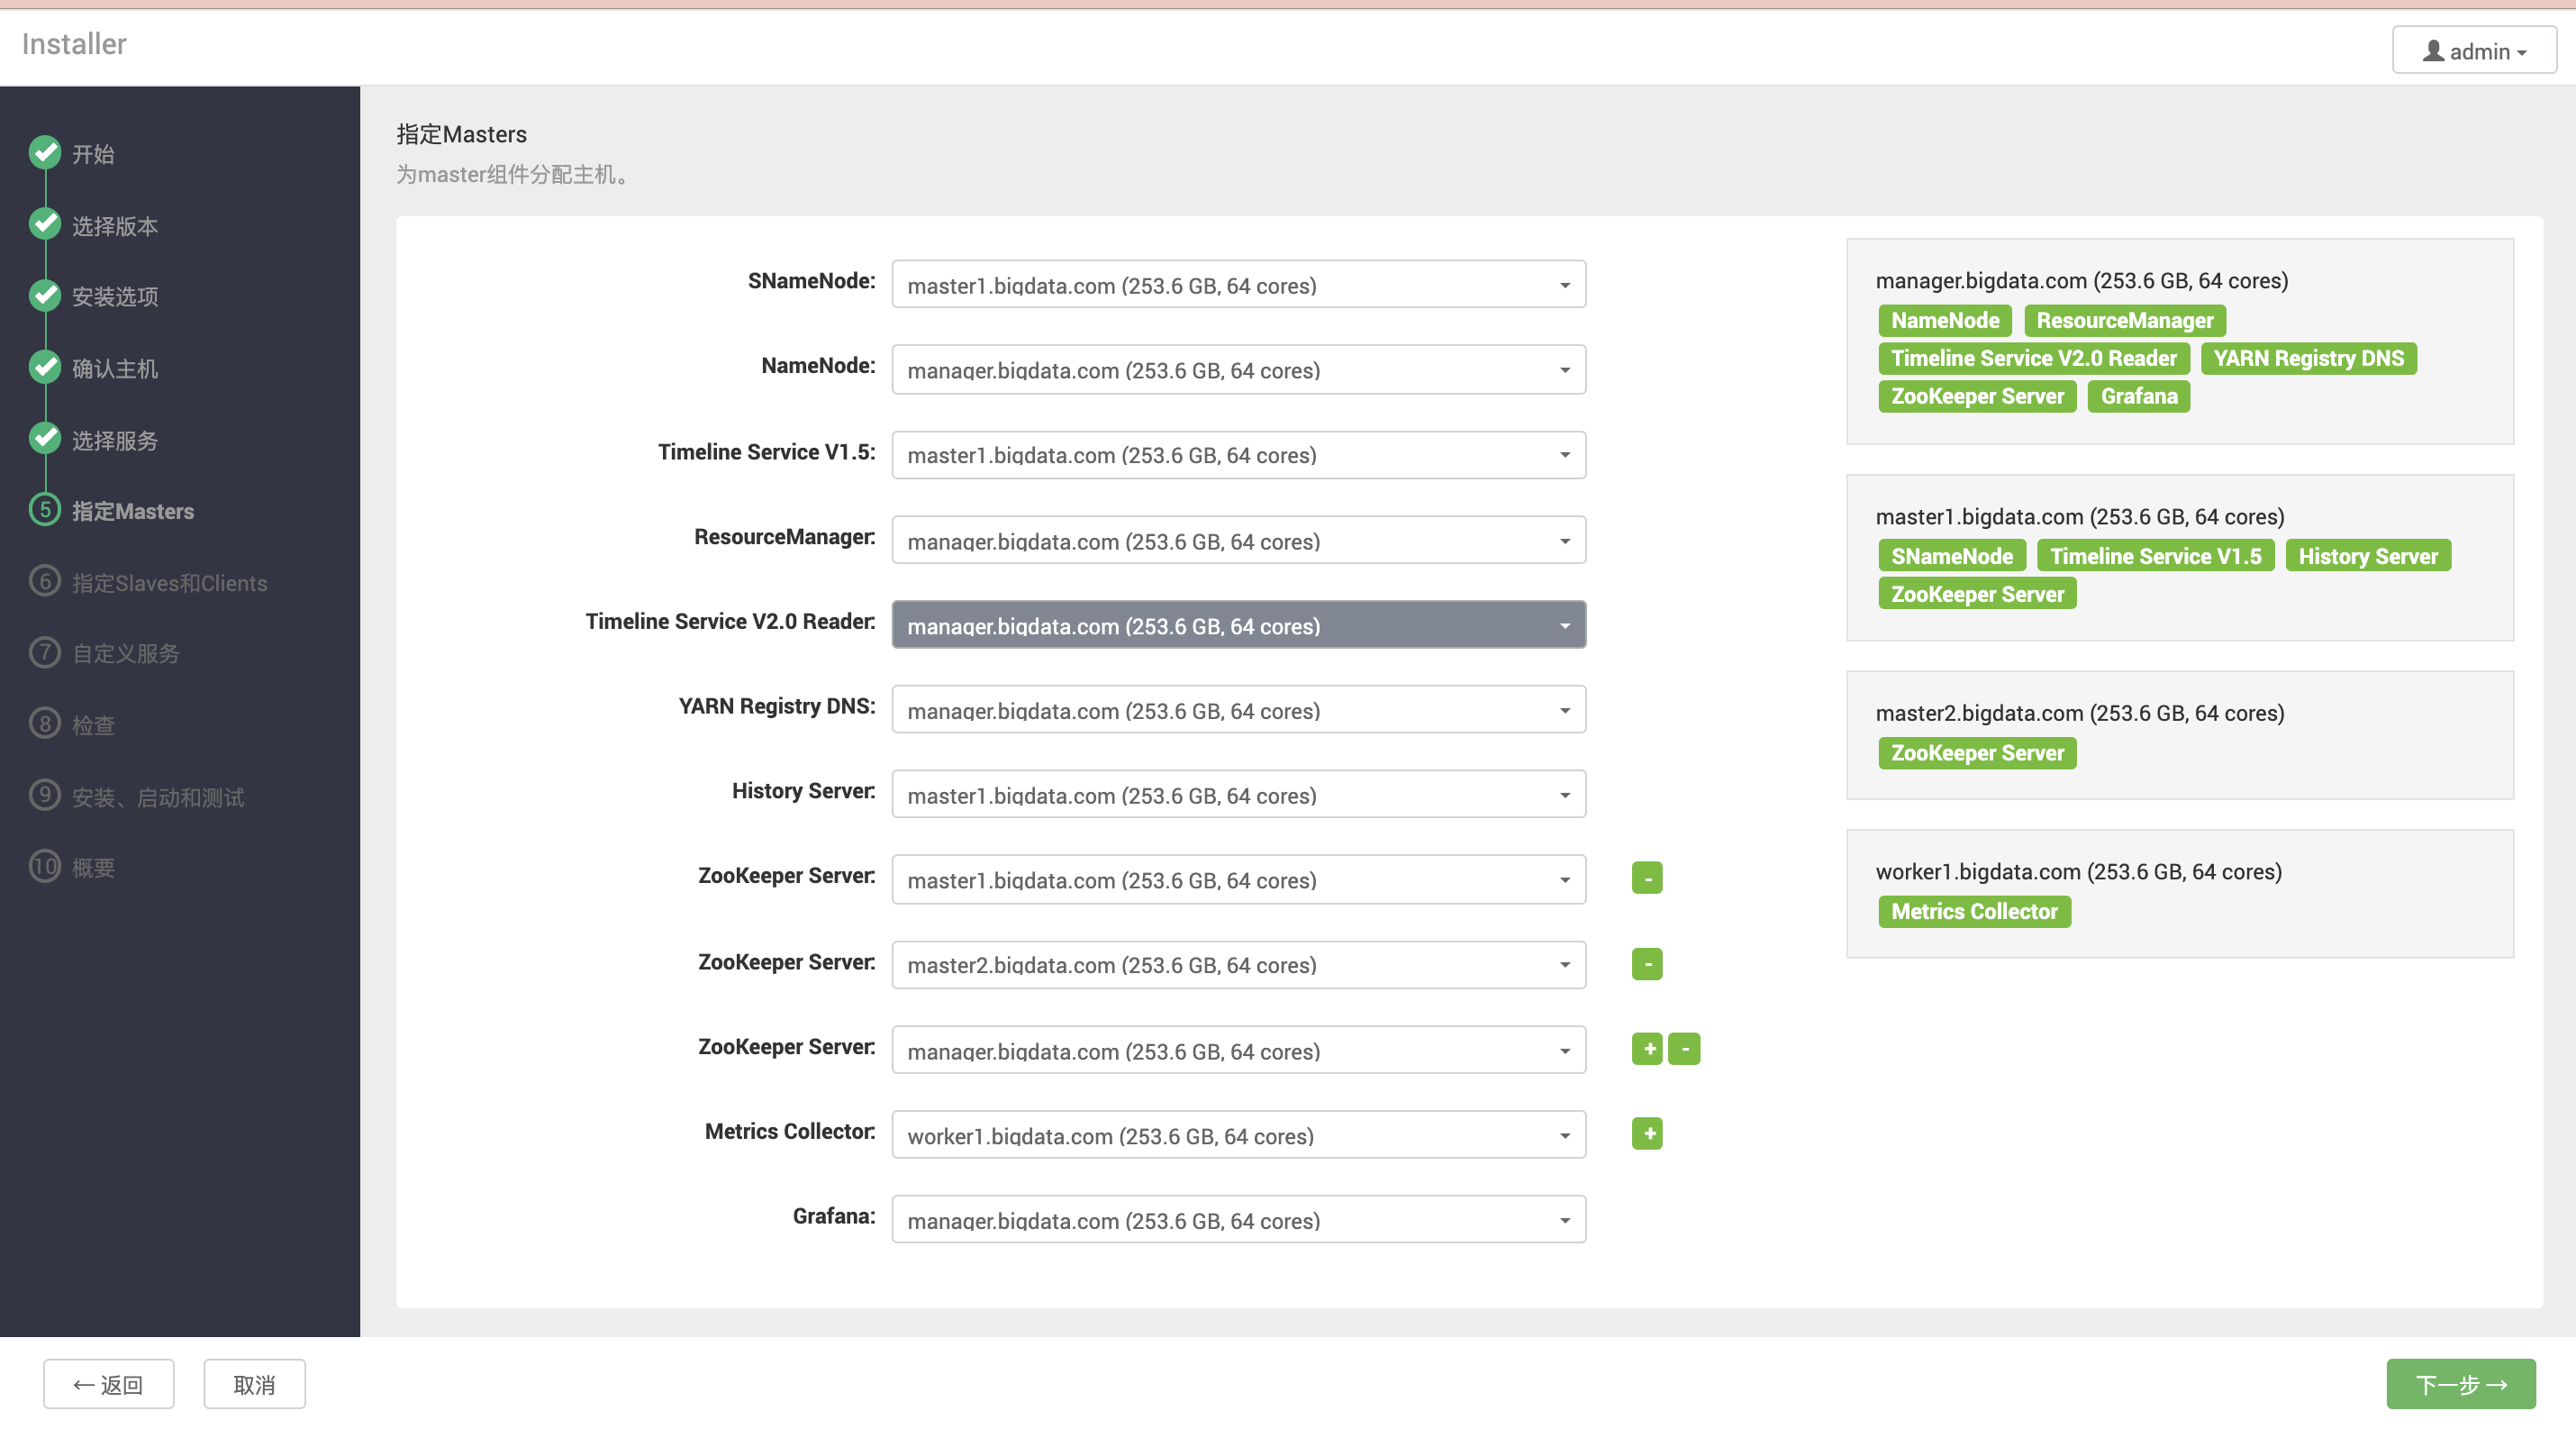 Installer
admin
开始
选择版本
安装选项
确认主机
选择服务
5 指定Masters
6 指定Slaves和Clients
7 自定义服务
8 检查
9 安装、启动和测试
10 概要
指定Masters
为master组件分配主机。
SNameNode: master1.bigdata.com (253.6 GB, 64 cores)
NameNode: manager.bigdata.com (253.6 GB, 64 cores)
Timeline Service V1.5: master1.bigdata.com (253.6 GB, 64 cores)
ResourceManager: manager.bigdata.com (253.6 GB, 64 cores)
Timeline Service V2.0 Reader: manager.bigdata.com (253.6 GB, 64 cores)
YARN Registry DNS: manager.bigdata.com (253.6 GB, 64 cores)
History Server: master1.bigdata.com (253.6 GB, 64 cores)
ZooKeeper Server: master1.bigdata.com (253.6 GB, 64 cores) -
ZooKeeper Server: master2.bigdata.com (253.6 GB, 64 cores) -
ZooKeeper Server: manager.bigdata.com (253.6 GB, 64 cores) + -
Metrics Collector: worker1.bigdata.com (253.6 GB, 64 cores) +
Grafana: manager.bigdata.com (253.6 GB, 64 cores)
manager.bigdata.com (253.6 GB, 64 cores)
NameNode ResourceManager
Timeline Service V2.0 Reader YARN Registry DNS
ZooKeeper Server Grafana
master1.bigdata.com (253.6 GB, 64 cores)
SNameNode Timeline Service V1.5 History Server
ZooKeeper Server
master2.bigdata.com (253.6 GB, 64 cores)
ZooKeeper Server
worker1.bigdata.com (253.6 GB, 64 cores)
Metrics Collector
← 返回
取消
下一步 →